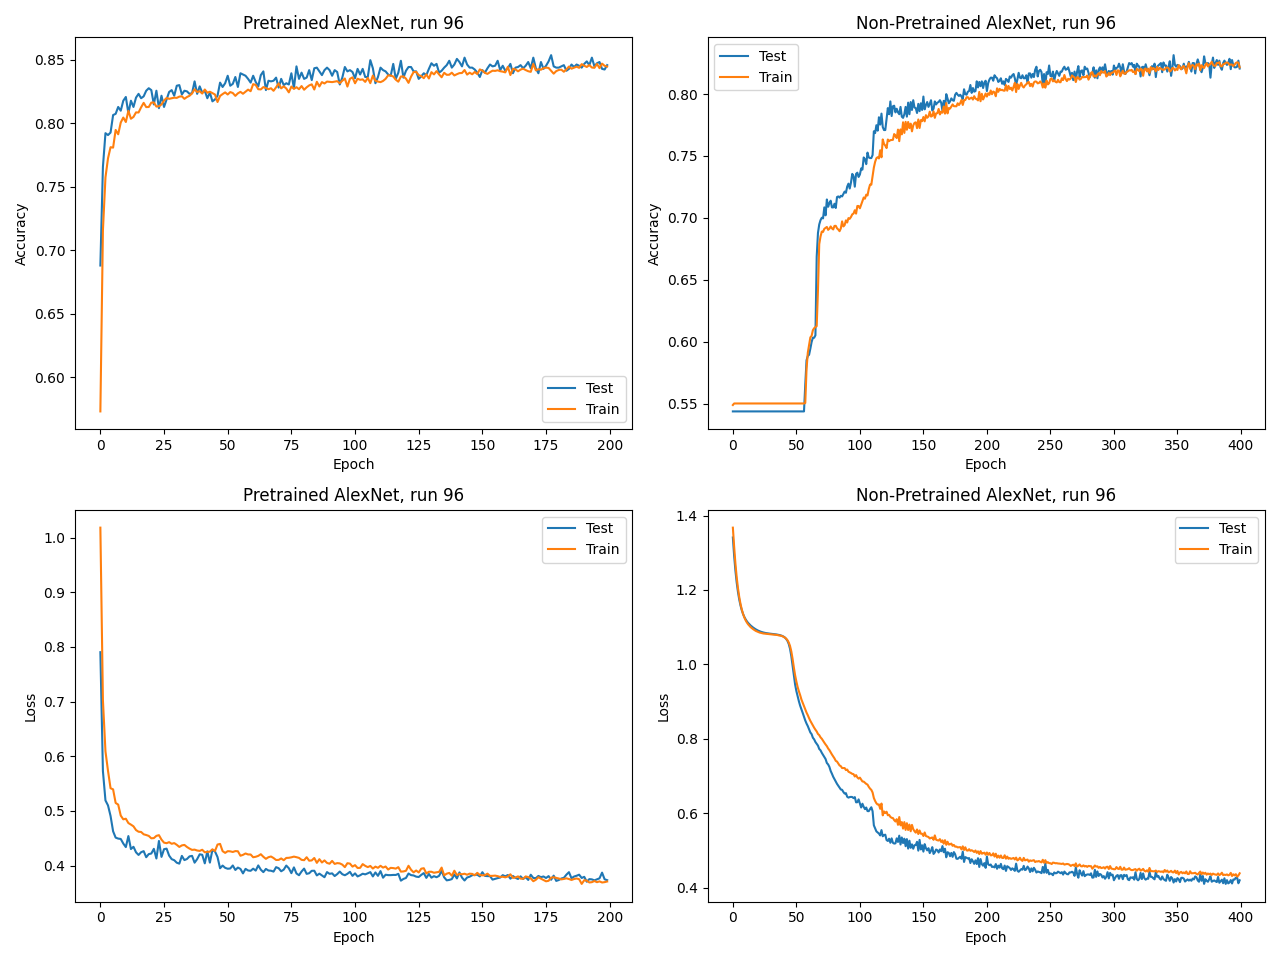 Pretrained AlexNet, run 96
Accuracy
0.85
0.80
0.75
0.70
0.65
0.60
Test
Train
0 25 50 75 100 125 150 175 200
Epoch
Non-Pretrained AlexNet, run 96
Accuracy
0.80
0.75
0.70
0.65
0.60
0.55
Test
Train
0 50 100 150 200 250 300 350 400
Epoch
Pretrained AlexNet, run 96
Loss
1.0
0.9
0.8
0.7
0.6
0.5
0.4
Test
Train
0 25 50 75 100 125 150 175 200
Epoch
Non-Pretrained AlexNet, run 96
Loss
1.4
1.2
1.0
0.8
0.6
0.4
Test
Train
0 50 100 150 200 250 300 350 400
Epoch